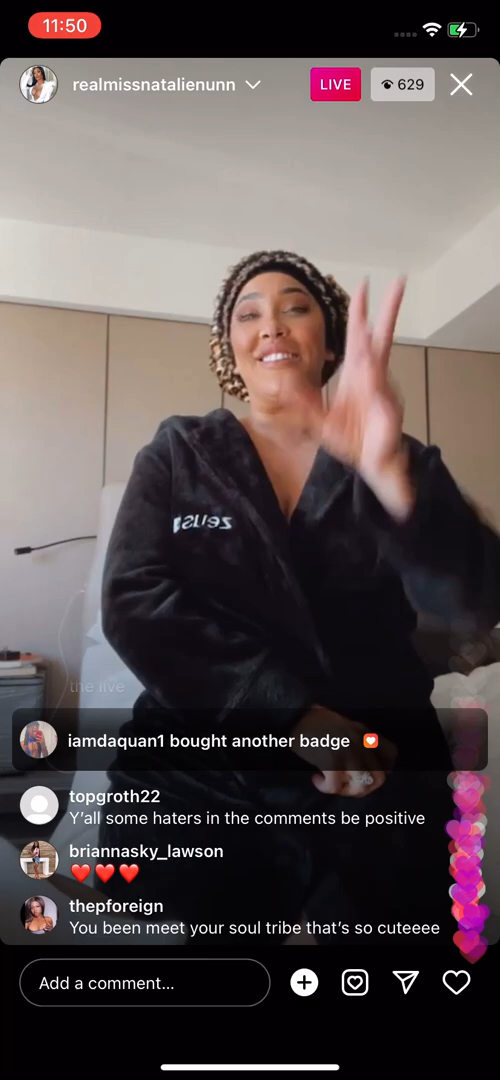 11:50
realmissnatalienunn
LIVE
629
zeus
the live
iamdaquan1 bought another badge
topgroth22
Y'all some haters in the comments be positive
briannasky_lawson
❤️❤️❤️
thepforeign
You been meet your soul tribe that's so cuteeee
Add a comment...